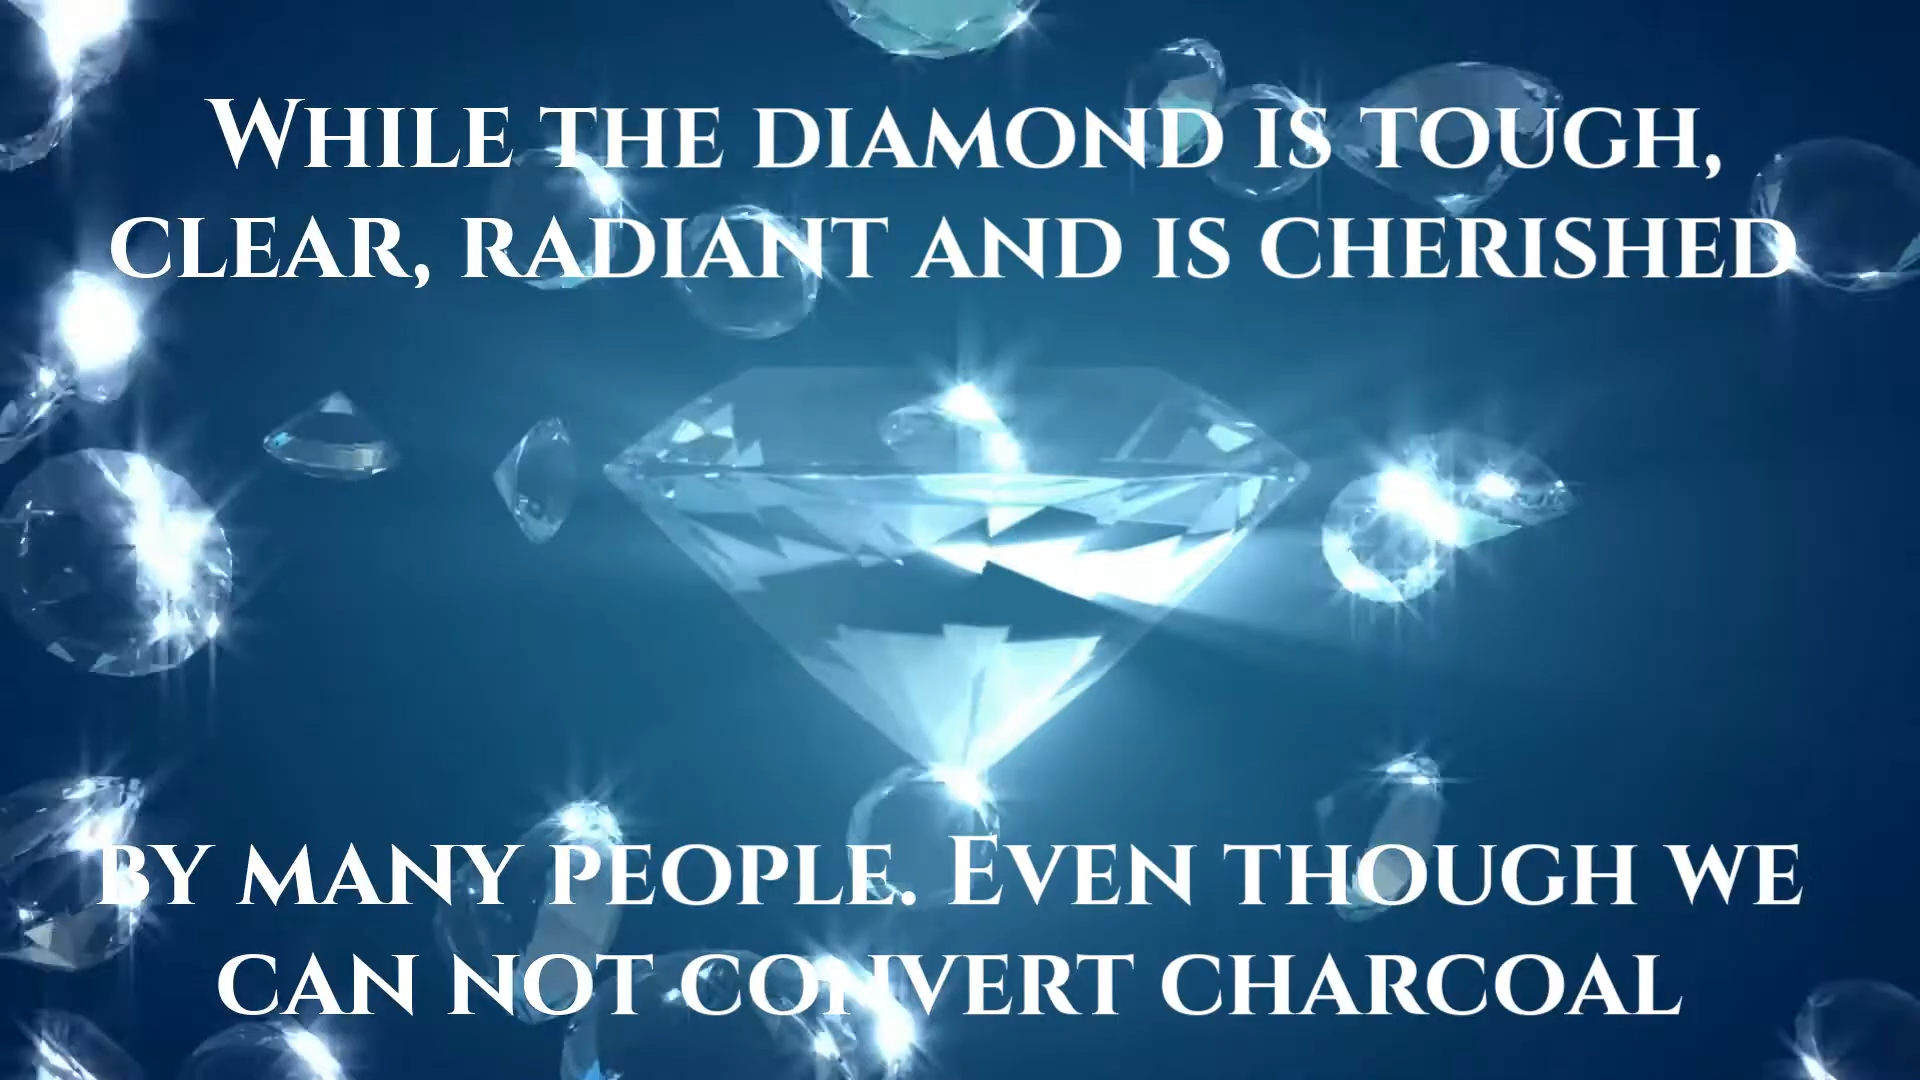 While the diamond is tough,
clear, radiant and is cherished
by many people. Even though we
can not convert charcoal